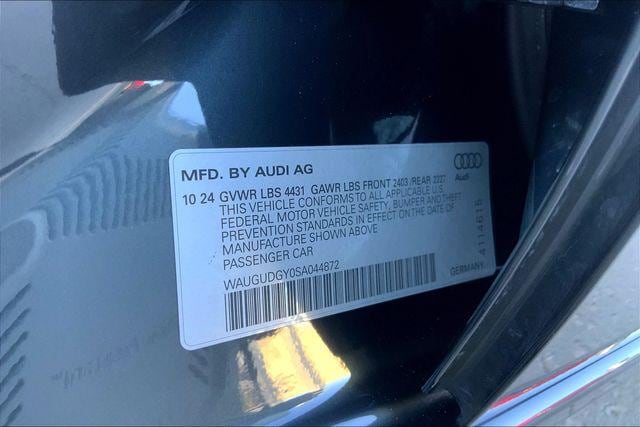 MFD. BY AUDI AG
Audi
10 24 GVWR LBS 4431 GAWR LBS FRONT 2403 /REAR 2227
THIS VEHICLE CONFORMS TO ALL APPLICABLE U.S.
FEDERAL MOTOR VEHICLE SAFETY, BUMPER AND THEFT
PREVENTION STANDARDS IN EFFECT ON THE DATE OF
MANUFACTURE SHOWN ABOVE
PASSENGER CAR
WAUGUDGY0SA044872
GERMANY
4114615